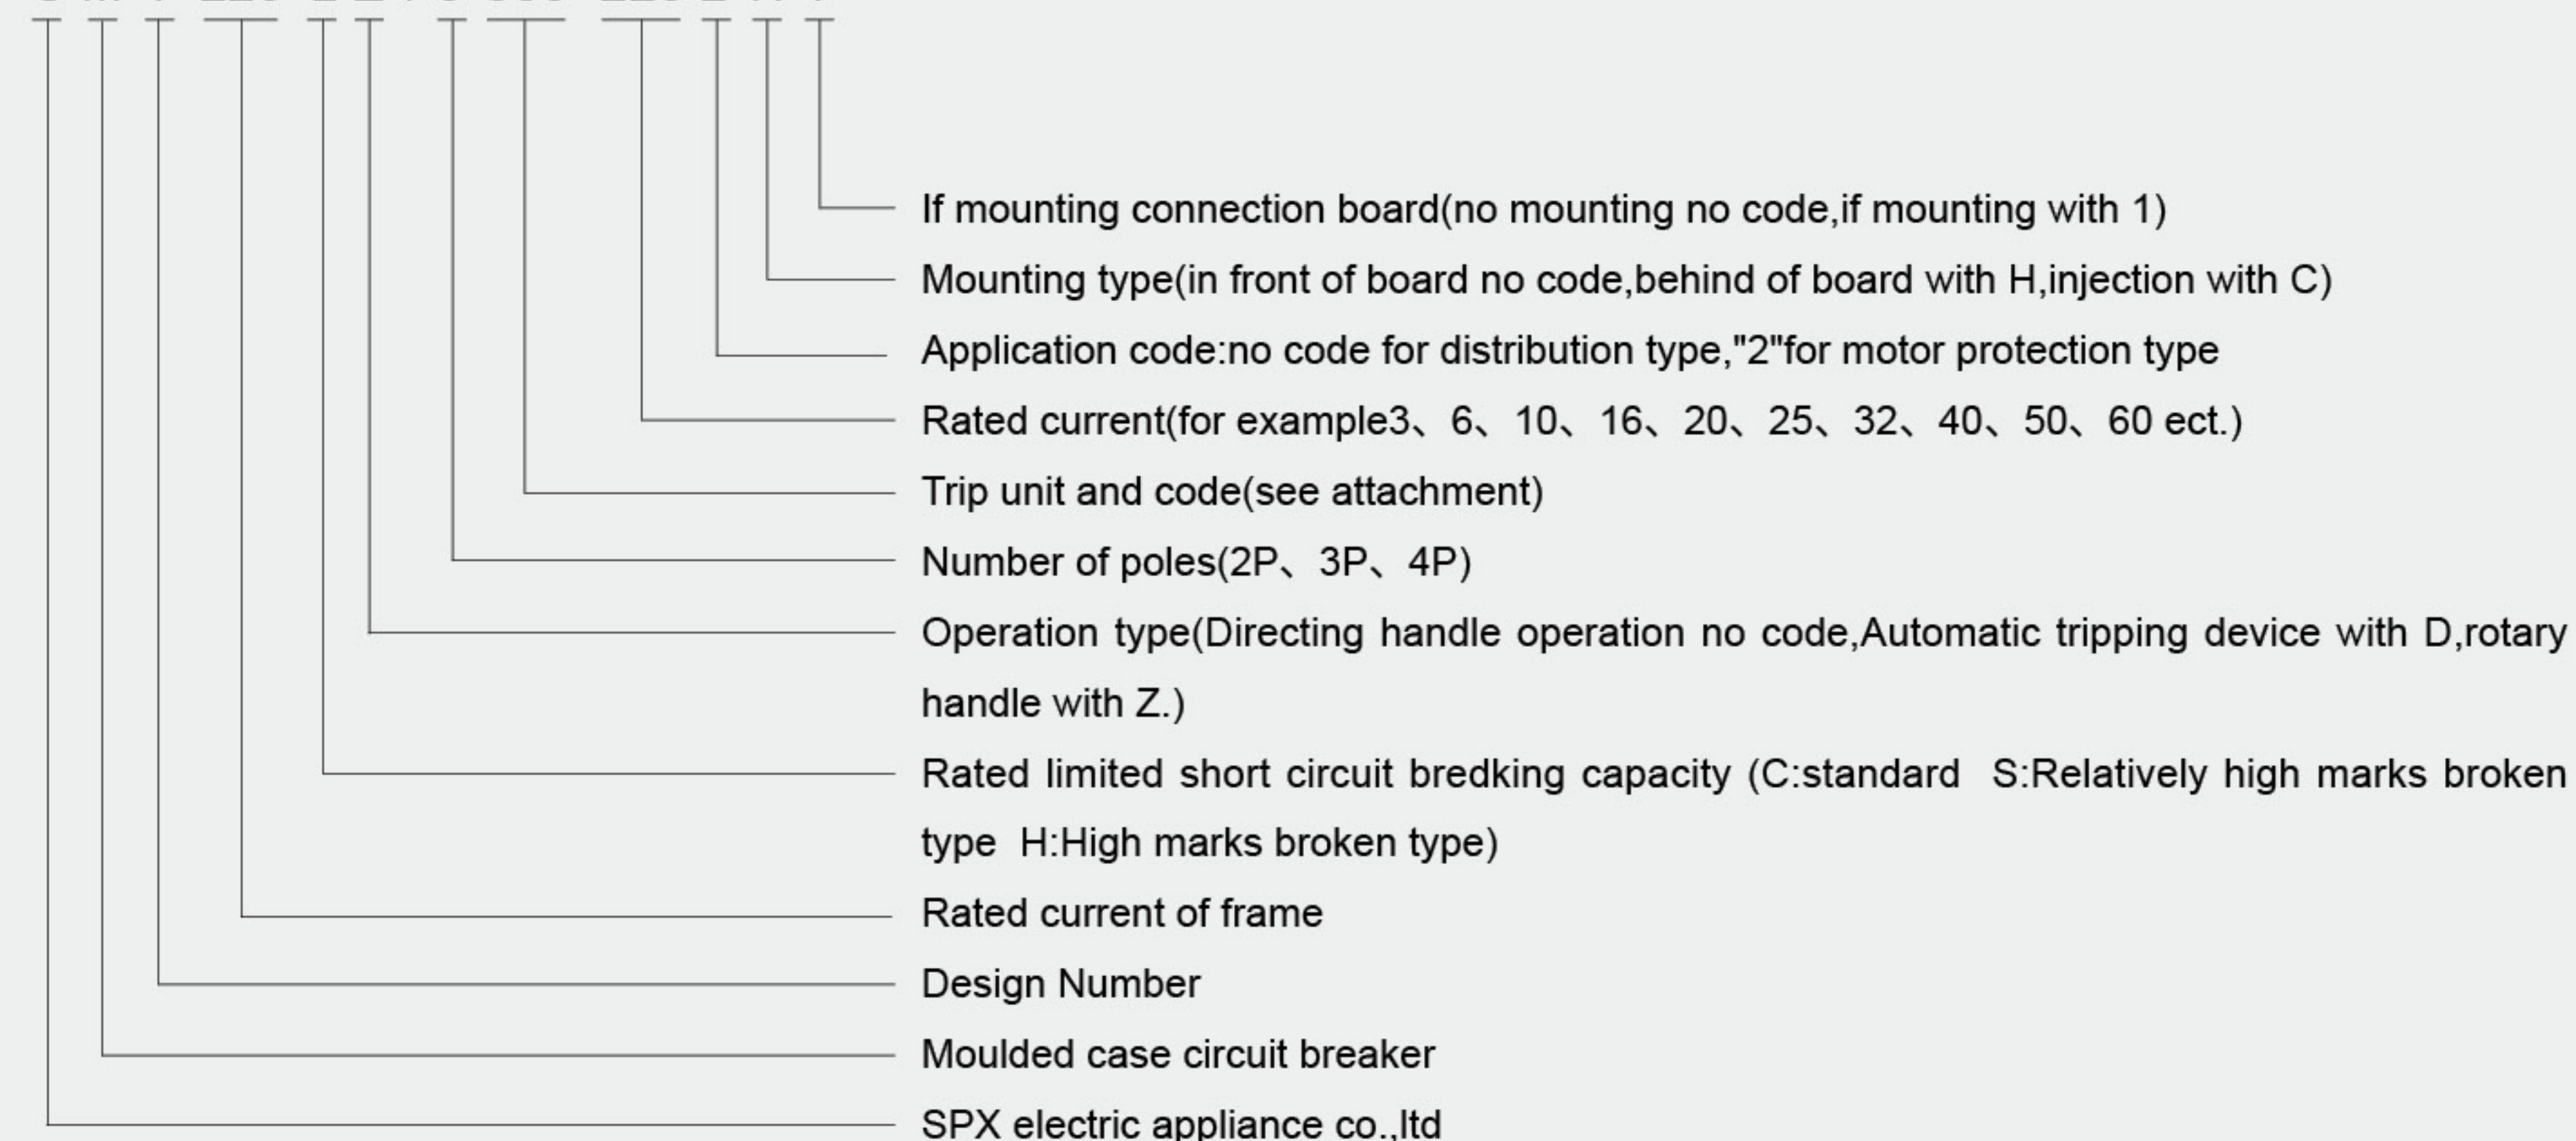 If mounting connection board(no mounting no code,if mounting with 1)
Mounting type(in front of board no code,behind of board with H,injection with C)
Application code:no code for distribution type,"2"for motor protection type
Rated current(for example3、6、10、16、20、25、32、40、50、60 ect.)
Trip unit and code(see attachment)
Number of poles(2P、3P、4P)
Operation type(Directing handle operation no code,Automatic tripping device with D,rotary
handle with Z.)
Rated limited short circuit bredking capacity (C:standard  S:Relatively high marks broken
type  H:High marks broken type)
Rated current of frame
Design Number
Moulded case circuit breaker
SPX electric appliance co.,ltd